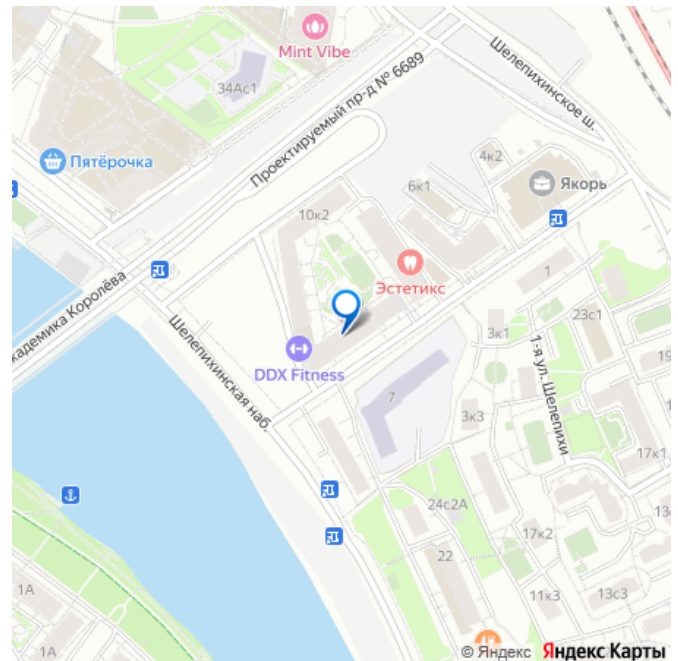 Mint Vibe
34Ас1
Проектируемый пр-д № 6689
Шелепихинское ш.
Пятёрочка
4к2
6к1
Якорь
10к2
Эстетикс
1
Академика Королёва
Шелепихинская наб.
23с1
3к1
1-я ул. Шелепихи
19
DDX Fitness
7
3к3
17к1
24с2А
13
17к2
22
1А
11к3
13с3
1А
© Яндекс Яндекс Карты